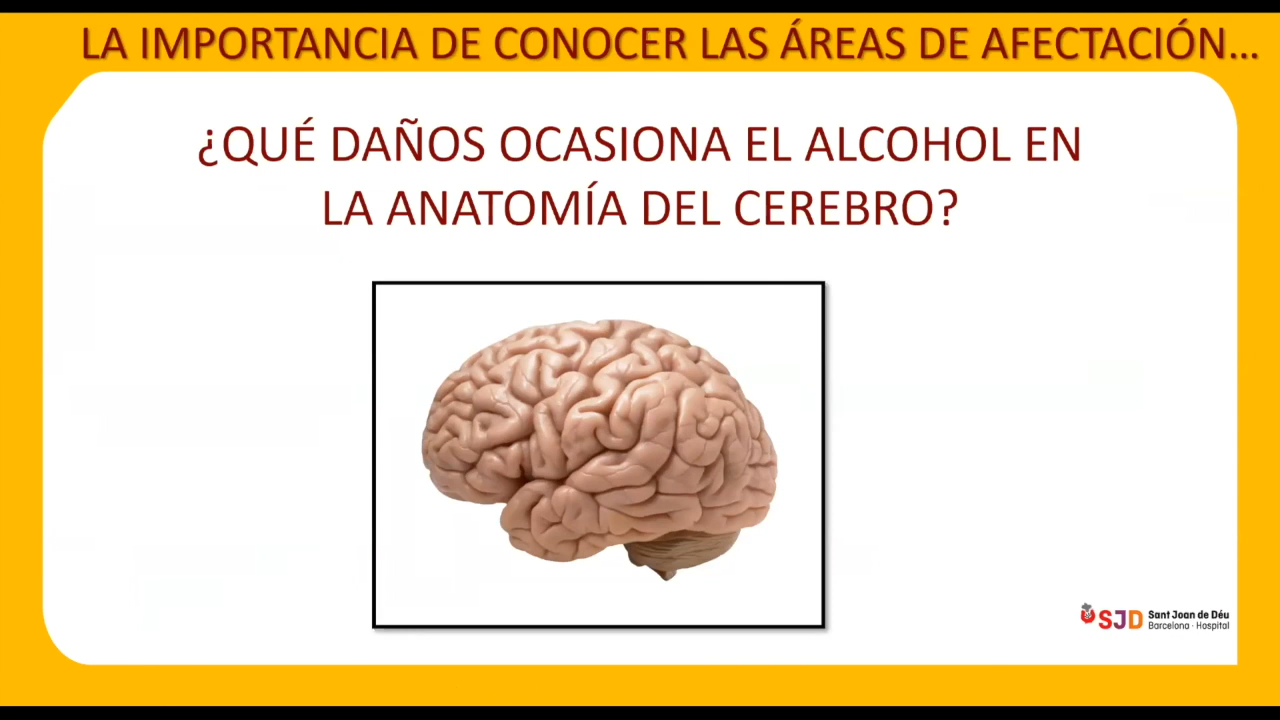 LA IMPORTANCIA DE CONOCER LAS ÁREAS DE AFECTACIÓN...
¿QUÉ DAÑOS OCASIONA EL ALCOHOL EN
LA ANATOMÍA DEL CEREBRO?
SJD Sant Joan de Déu
Barcelona · Hospital